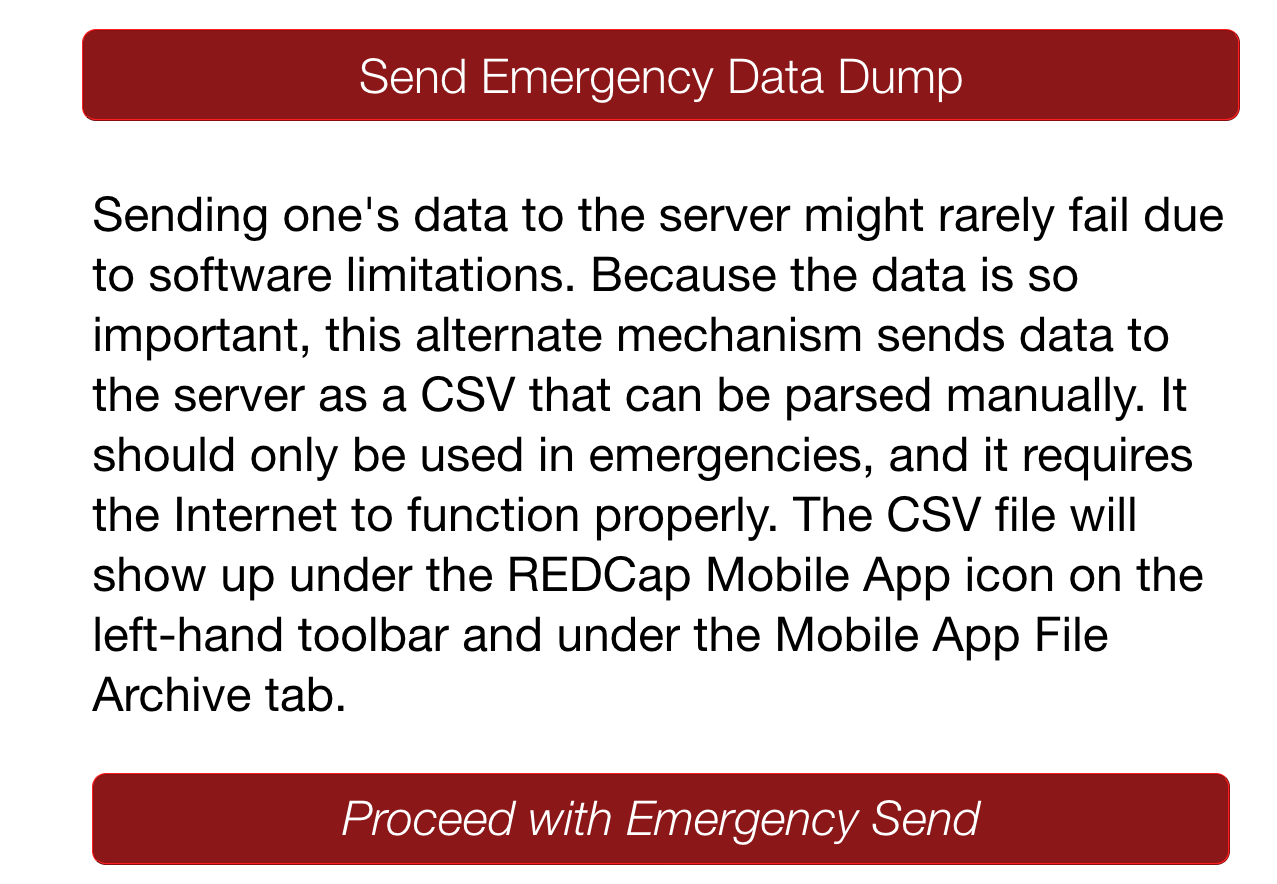 Send Emergency Data Dump
Sending one's data to the server might rarely fail due
to software limitations. Because the data is so
important, this alternate mechanism sends data to
the server as a CSV that can be parsed manually. It
should only be used in emergencies, and it requires
the Internet to function properly. The CSV file will
show up under the REDCap Mobile App icon on the
left-hand toolbar and under the Mobile App File
Archive tab.
Proceed with Emergency Send